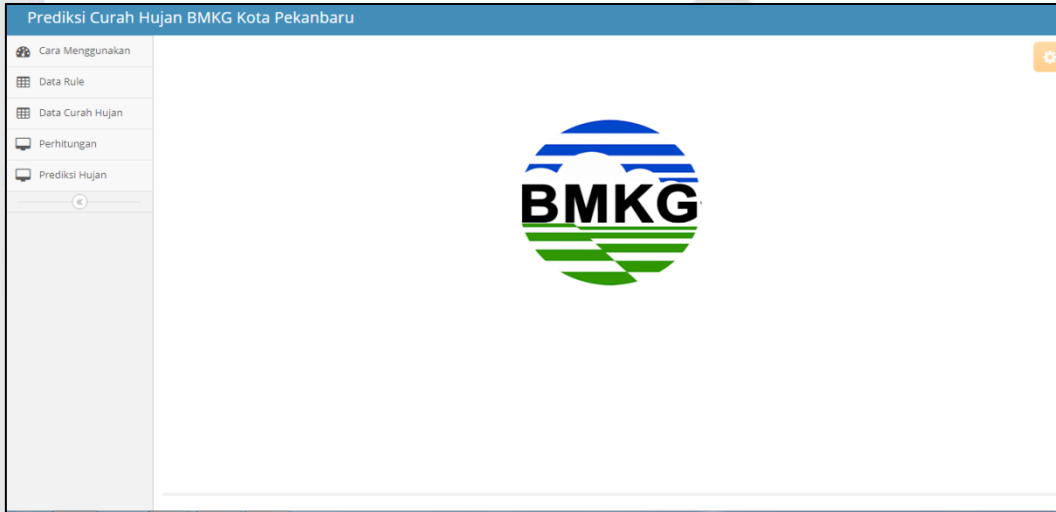 Prediksi Curah Hujan BMKG Kota Pekanbaru
Cara Menggunakan
Data Rule
Data Curah Hujan
Perhitungan
Prediksi Hujan
BMKG